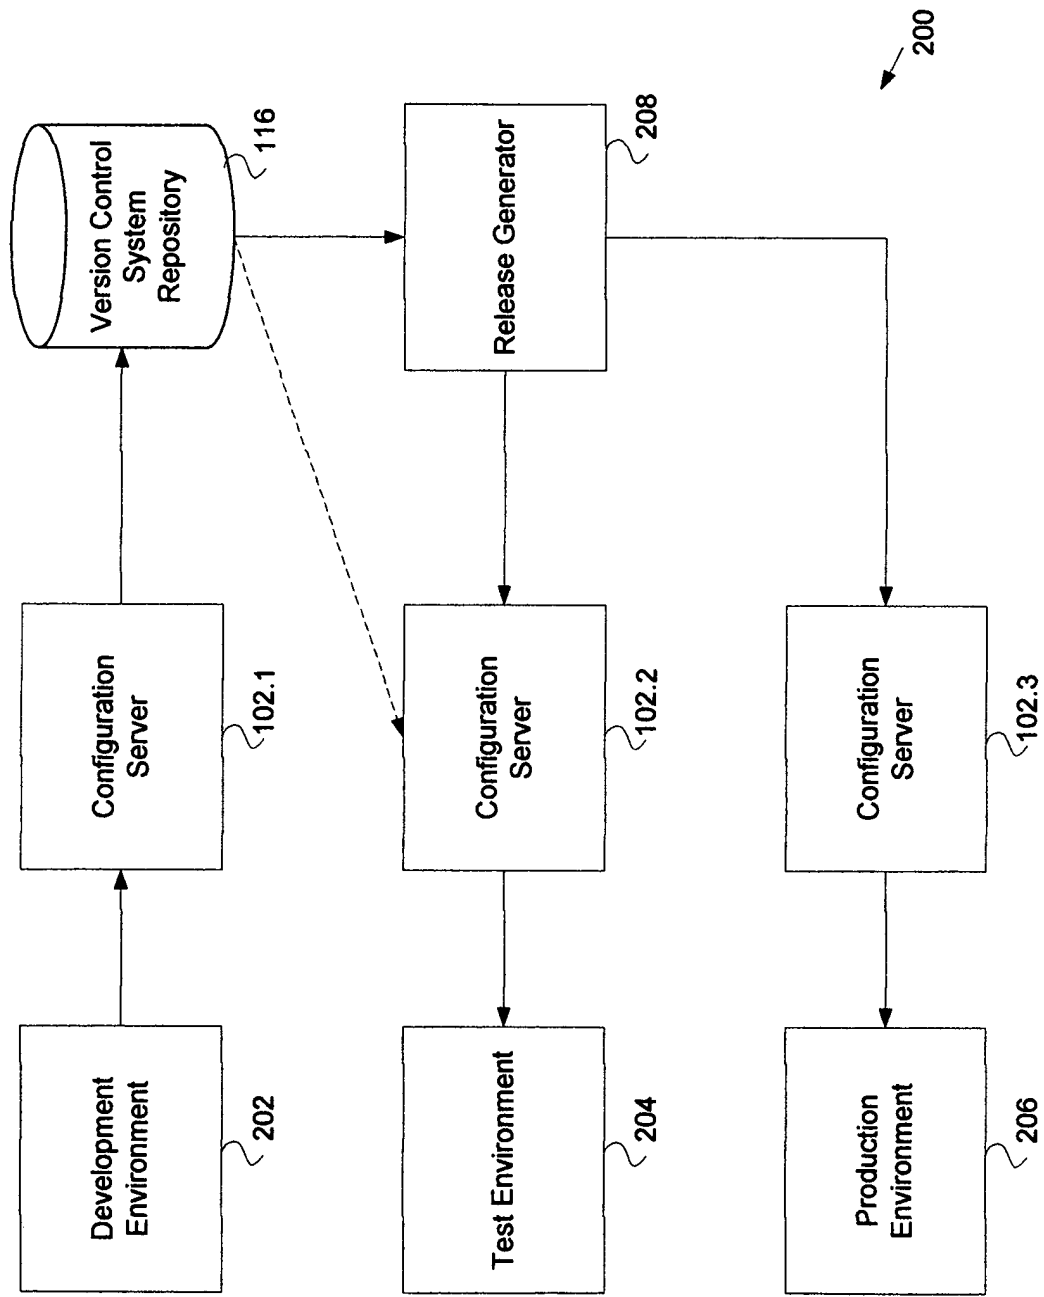 Development
Environment
202
Configuration
Server
102.1
Version Control
System
Repository
116
Test Environment
204
Configuration
Server
102.2
Release Generator
208
Production
Environment
206
Configuration
Server
102.3
200